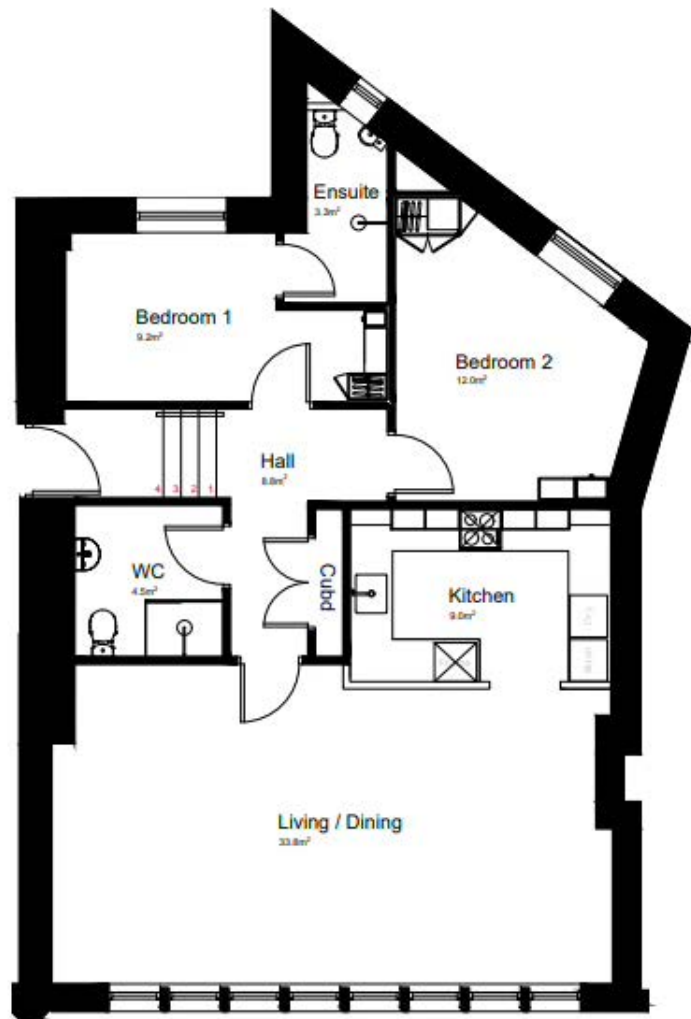 Ensuite
3.3m²
Bedroom 1
9.2m²
Bedroom 2
12.0m²
Hall
8.8m²
4 3 2 1
WC
4.5m²
Cubd
Kitchen
9.0m²
Living / Dining
33.8m²